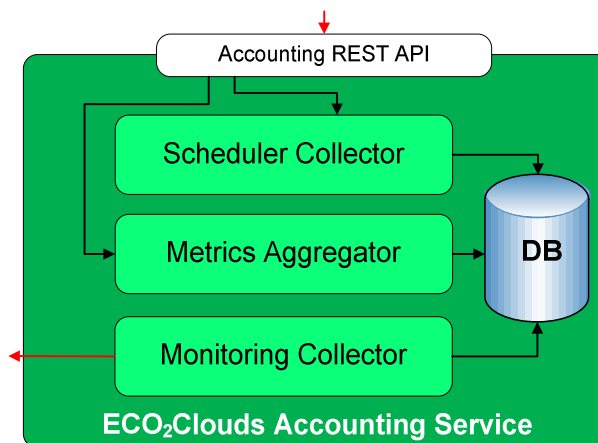 Accounting REST API
Scheduler Collector
Metrics Aggregator
DB
Monitoring Collector
ECO₂Clouds Accounting Service